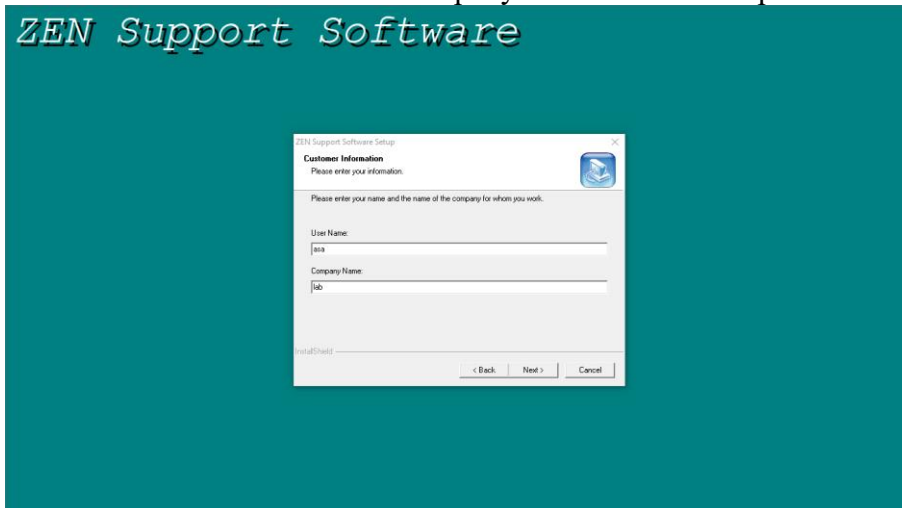 ZEN Support Software
ZEN Support Software Setup
Customer Information
Please enter your information.
Please enter your name and the name of the company for whom you work.
User Name:
asa
Company Name:
lab
InstallShield
< Back
Next >
Cancel